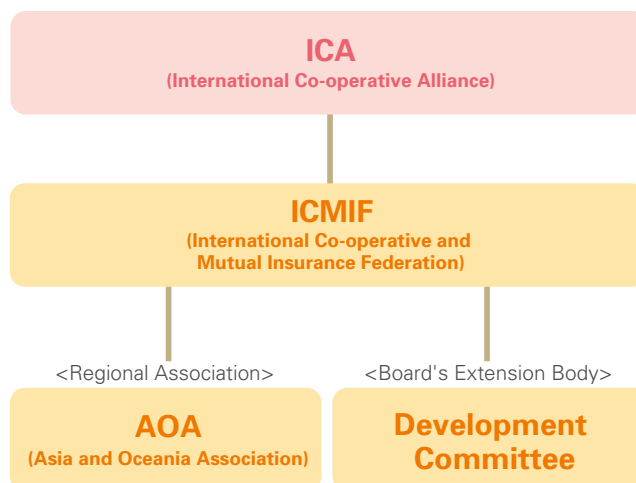 ICA
(International Co-operative Alliance)
ICMIF
(International Co-operative and
Mutual Insurance Federation)
<Regional Association>
AOA
(Asia and Oceania Association)
<Board's Extension Body>
Development
Committee